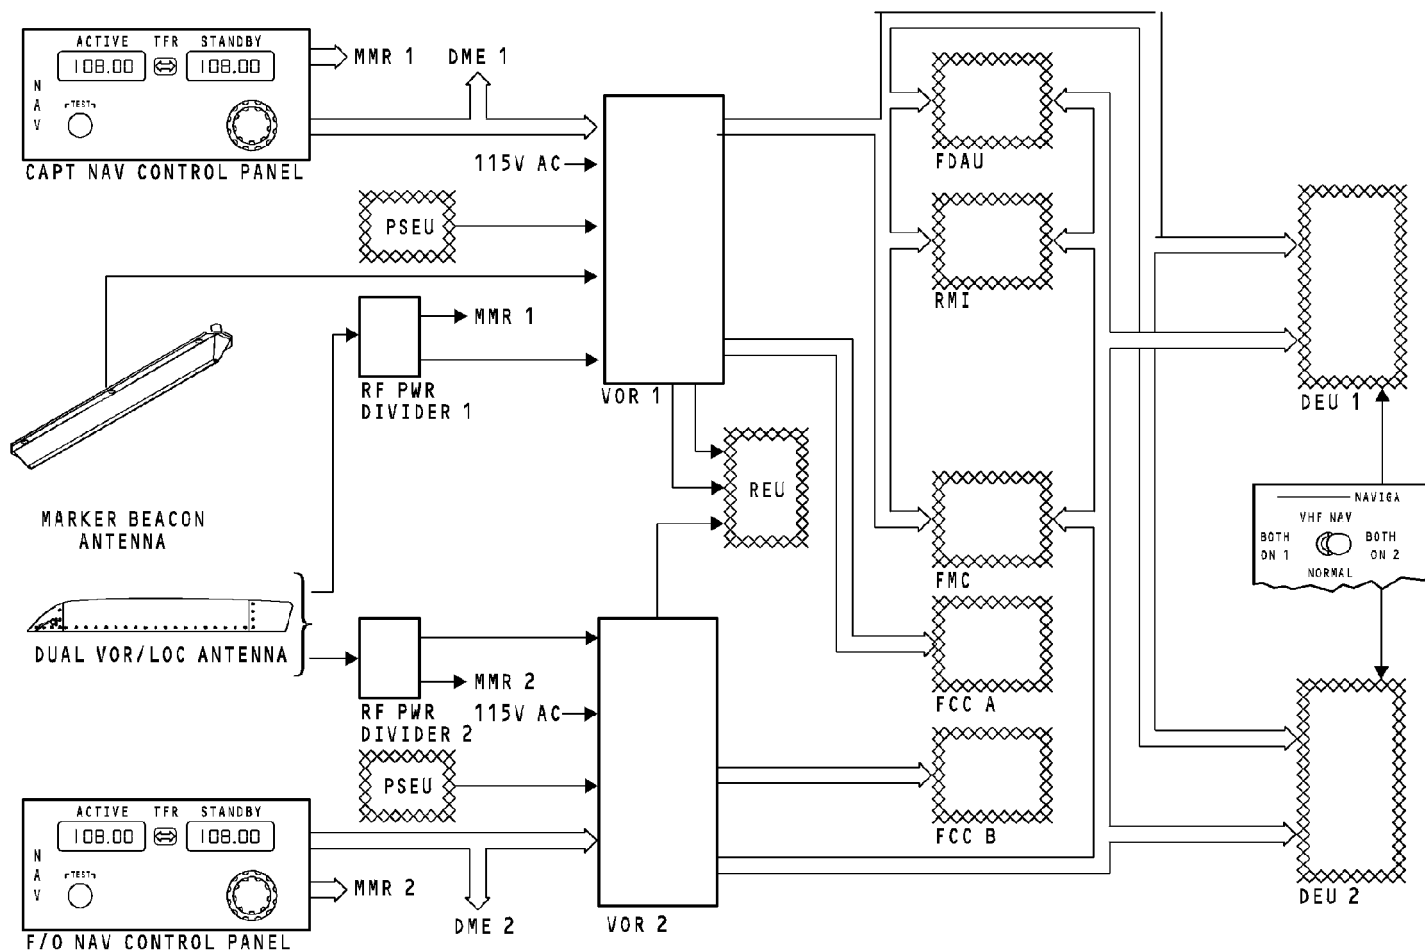 ACTIVE TFR STANDBY
108.00 108.00
NAV
TEST
CAPT NAV CONTROL PANEL
MMR 1
DME 1
115V AC
PSEU
MMR 1
RF PWR
DIVIDER 1
VOR 1
MARKER BEACON
ANTENNA
DUAL VOR/LOC ANTENNA
REU
MMR 2
115V AC
RF PWR
DIVIDER 2
PSEU
ACTIVE TFR STANDBY
108.00 108.00
NAV
TEST
F/O NAV CONTROL PANEL
MMR 2
DME 2
VOR 2
FDAU
RMI
FMC
FCC A
FCC B
DEU 1
NAVIGA
VHF NAV
BOTH
ON 1
BOTH
ON 2
NORMAL
DEU 2